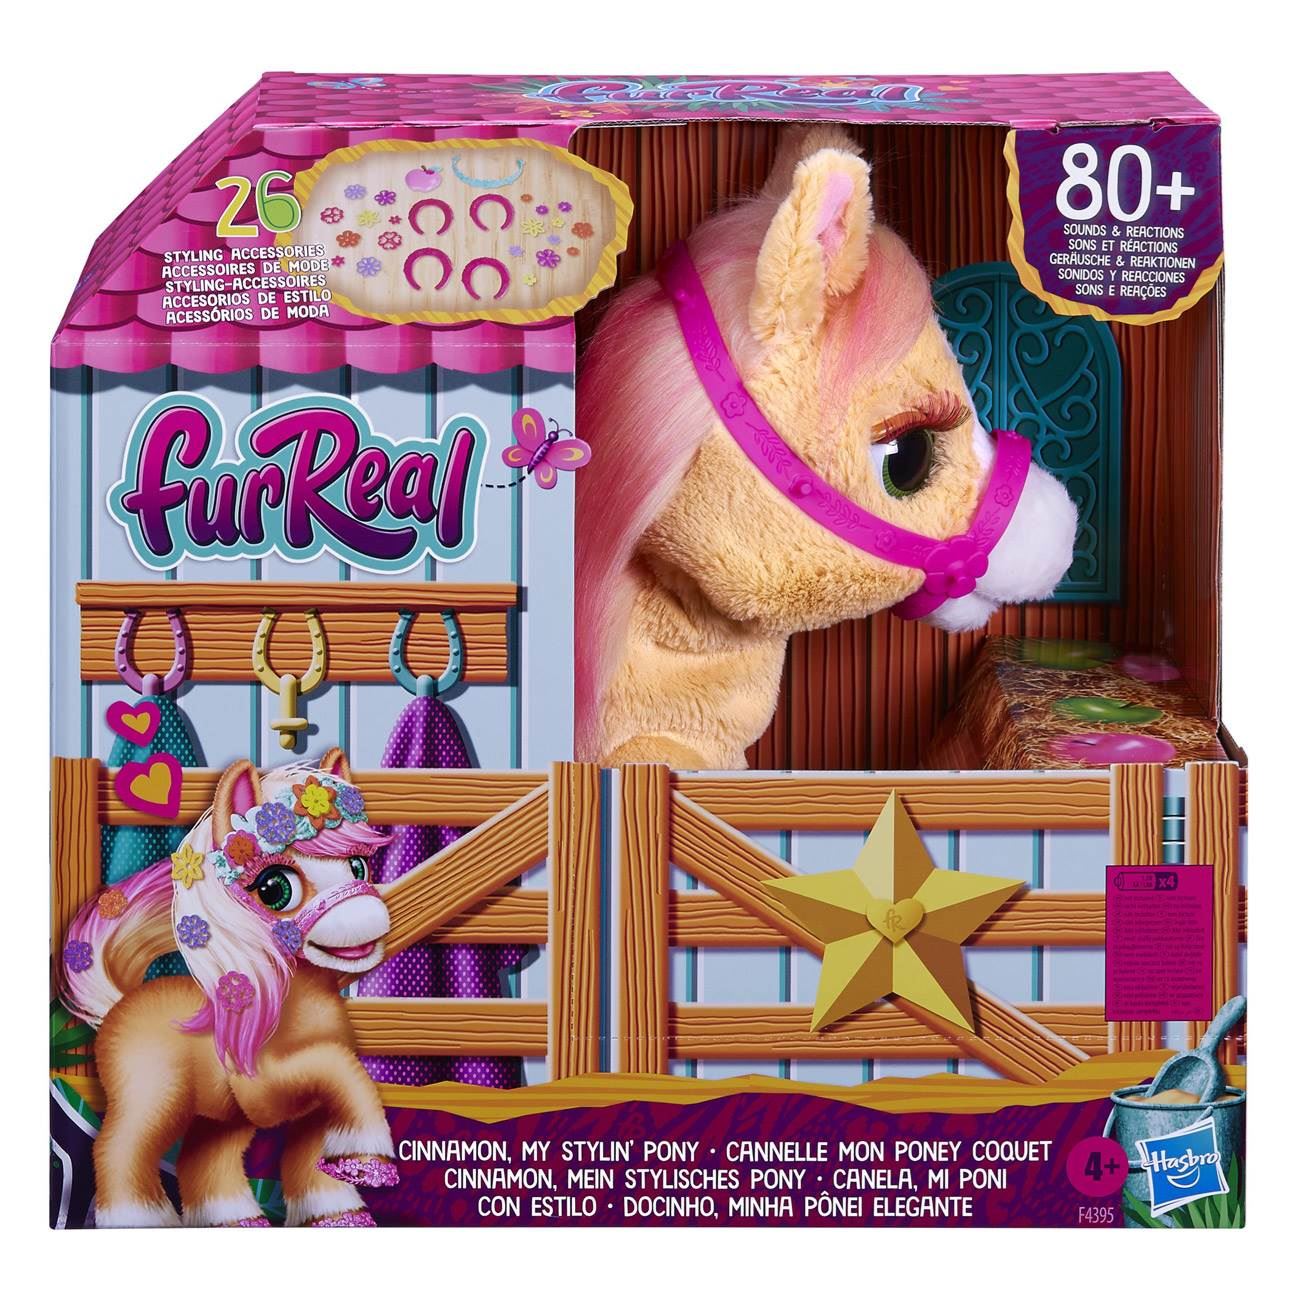 FurReal
26
STYLING ACCESSORIES
ACCESSOIRES DE MODE
STYLING-ACCESSOIRES
ACCESORIOS DE ESTILO
ACESSÓRIOS DE MODA
80+
SOUNDS & REACTIONS
SONS ET RÉACTIONS
GERÄUSCHE & REAKTIONEN
SONIDOS Y REACCIONES
SONS E REAÇÕES
furReal
fR
x4
CINNAMON, MY STYLIN' PONY · CANNELLE MON PONEY COQUET
CINNAMON, MEIN STYLISCHES PONY · CANELA, MI PONI
CON ESTILO · DOCINHO, MINHA PÔNEI ELEGANTE
4+
Hasbro
F4395